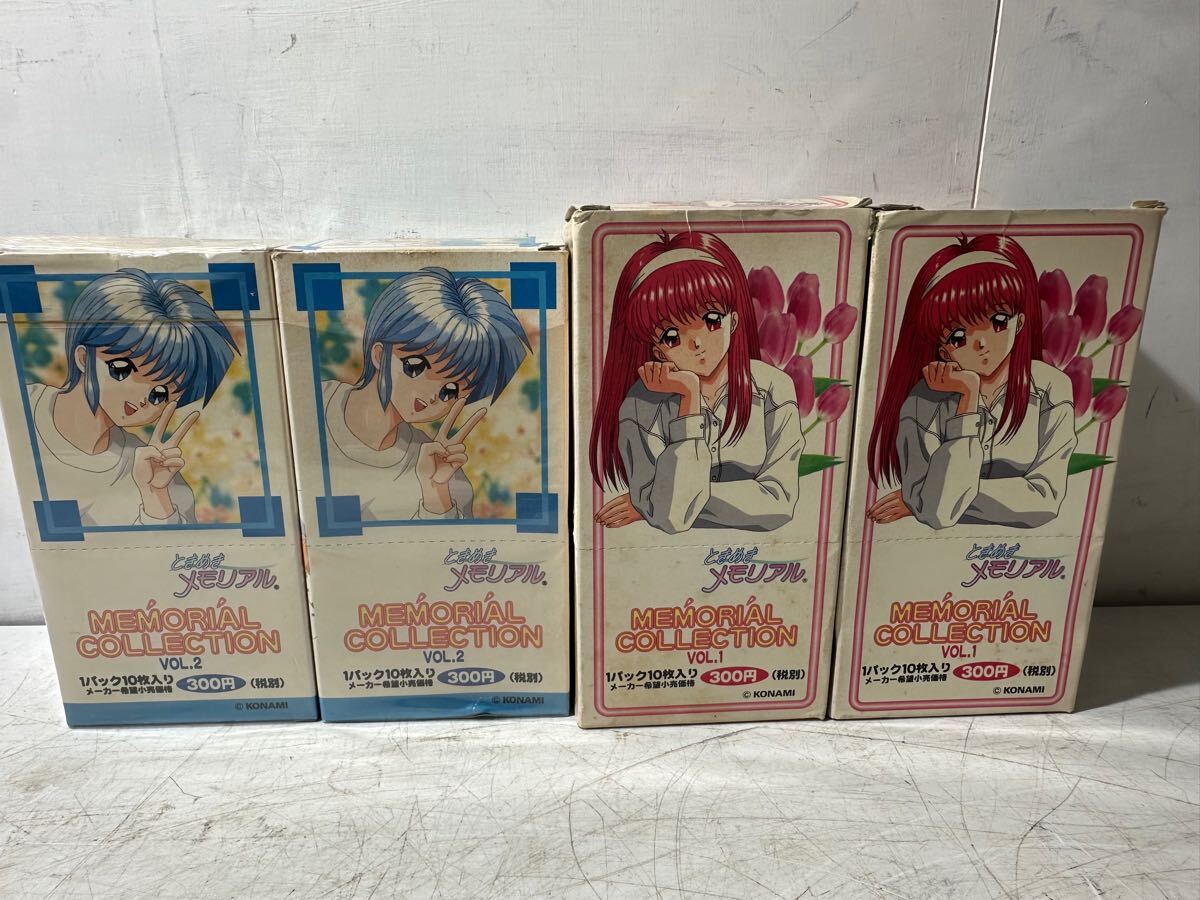 ときめき
メモリアル®
MEMORIAL
COLLECTION
VOL.2
1パック10枚入り
メーカー希望小売価格
300円
(税別)
© KONAMI
ときめき
メモリアル®
MEMORIAL
COLLECTION
VOL.2
1パック10枚入り
メーカー希望小売価格
300円
(税別)
© KONAMI
ときめき
メモリアル®
MEMORIAL
COLLECTION
VOL.1
1パック10枚入り
メーカー希望小売価格
300円
(税別)
© KONAMI
ときめき
メモリアル®
MEMORIAL
COLLECTION
VOL.1
1パック10枚入り
メーカー希望小売価格
300円
(税別)
© KONAMI